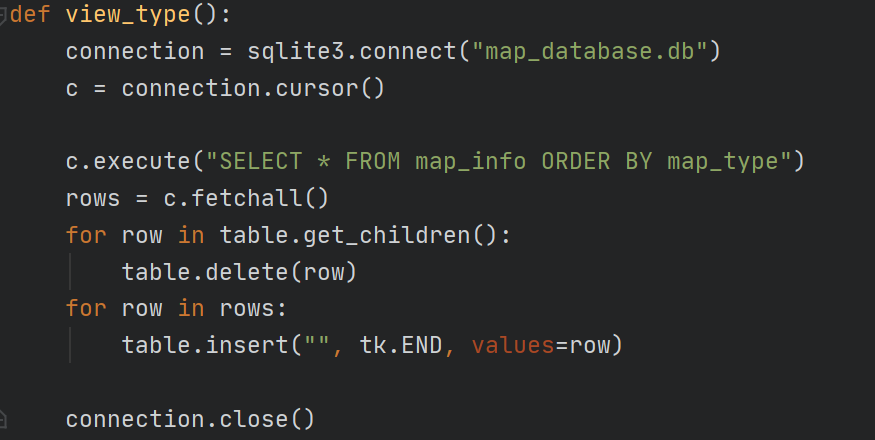 def view_type():
    connection = sqlite3.connect("map_database.db")
    c = connection.cursor()

    c.execute("SELECT * FROM map_info ORDER BY map_type")
    rows = c.fetchall()
    for row in table.get_children():
        table.delete(row)
    for row in rows:
        table.insert("", tk.END, values=row)

    connection.close()